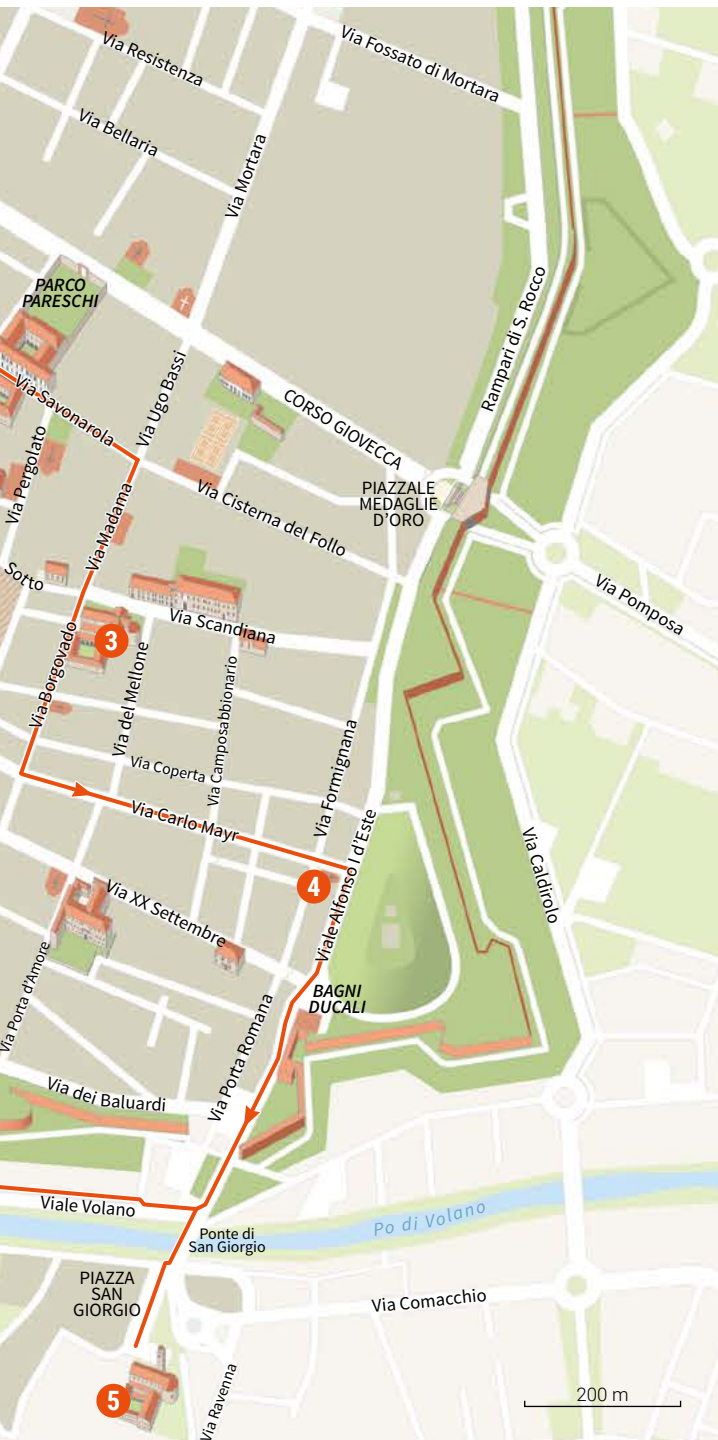 Via Resistenza
Via Fossato di Mortara
Via Bellaria
Via Mortara
PARCO
PARESCHI
Rampari di S. Rocco
Via Savonarola
Via Ugo Bassi
CORSO GIOVECCA
Via Pergolato
PIAZZALE
MEDAGLIE
D'ORO
Via Madama
Via Cisterna del Follo
Sotto
Via Pomposa
Via Scandiana
3
Via Borgovado
Via del Mellone
Via Camposabbionario
Via Coperta
Via Formignana
Via Carlo Mayr
Via Caldirolo
4
Viale Alfonso I d'Este
Via XX Settembre
BAGNI
DUCALI
Via Porta d'Amore
Via Porta Romana
Via dei Baluardi
Viale Volano
Po di Volano
Ponte di
San Giorgio
PIAZZA
SAN
GIORGIO
Via Comacchio
5
Via Ravenna
200 m